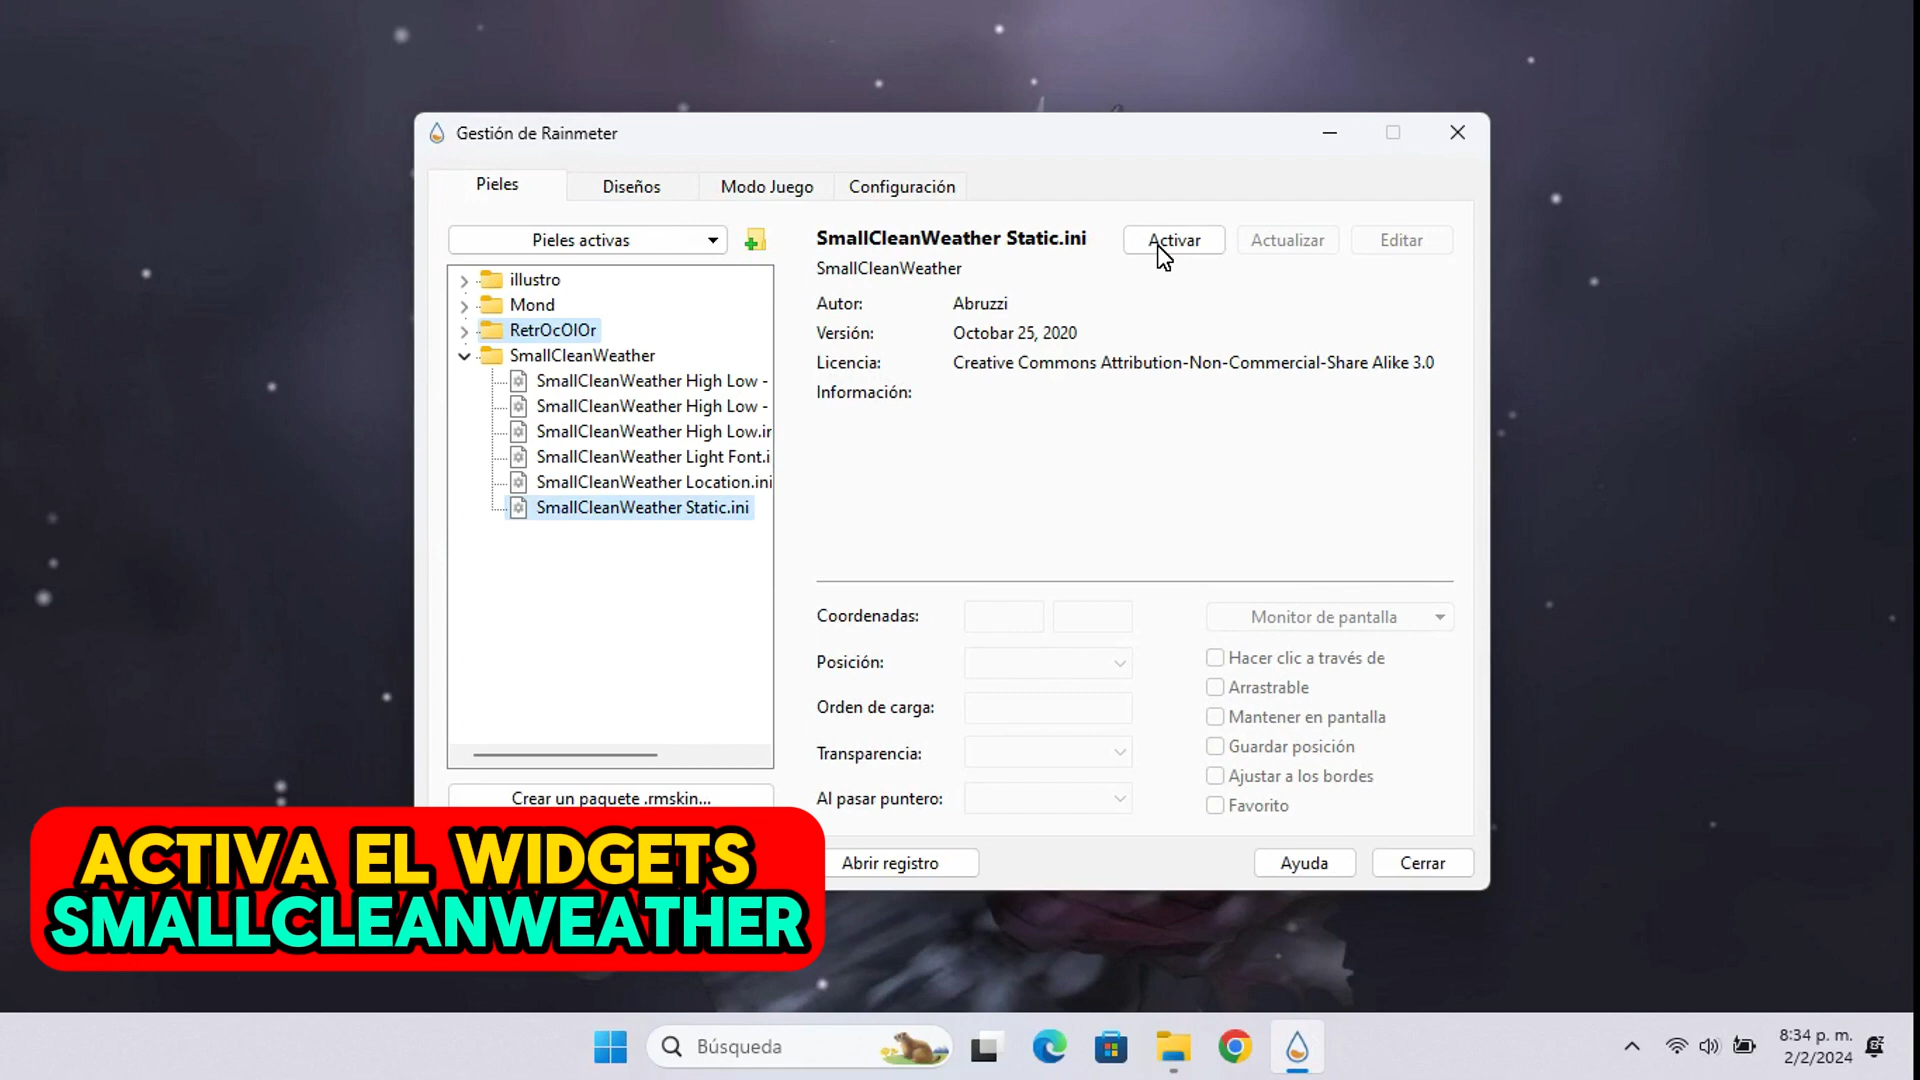 Gestión de Rainmeter
Pieles
Diseños
Modo Juego
Configuración
Pieles activas
illustro
Mond
RetrOcOlOr
SmallCleanWeather
SmallCleanWeather High Low -
SmallCleanWeather High Low -
SmallCleanWeather High Low.ir
SmallCleanWeather Light Font.i
SmallCleanWeather Location.ini
SmallCleanWeather Static.ini
Crear un paquete .rmskin...
SmallCleanWeather Static.ini
Activar
Actualizar
Editar
SmallCleanWeather
Autor: Abruzzi
Versión: Octobar 25, 2020
Licencia: Creative Commons Attribution-Non-Commercial-Share Alike 3.0
Información:
Coordenadas:
Posición:
Orden de carga:
Transparencia:
Al pasar puntero:
Monitor de pantalla
Hacer clic a través de
Arrastrable
Mantener en pantalla
Guardar posición
Ajustar a los bordes
Favorito
Abrir registro
Ayuda
Cerrar
ACTIVA EL WIDGETS
SMALLCLEANWEATHER
Búsqueda
8:34 p. m.
2/2/2024